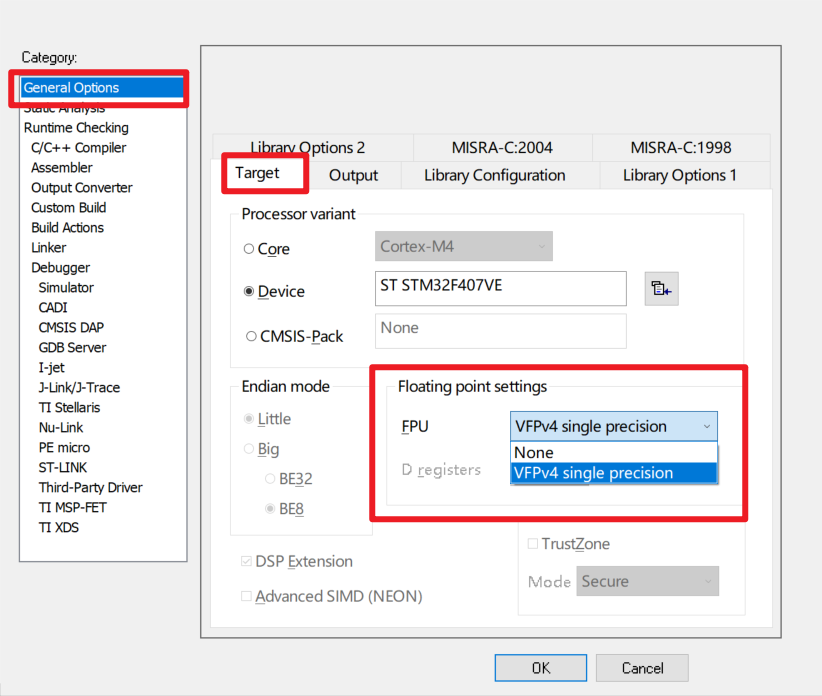 Category:
General Options
Static Analysis
Runtime Checking
C/C++ Compiler
Assembler
Output Converter
Custom Build
Build Actions
Linker
Debugger
Simulator
CADI
CMSIS DAP
GDB Server
I-jet
J-Link/J-Trace
TI Stellaris
Nu-Link
PE micro
ST-LINK
Third-Party Driver
TI MSP-FET
TI XDS
Library Options 2 MISRA-C:2004 MISRA-C:1998
Target Output Library Configuration Library Options 1
Processor variant
Core Cortex-M4
Device ST STM32F407VE
CMSIS-Pack None
Endian mode
Little
Big
BE32
BE8
Floating point settings
FPU VFPv4 single precision
None
D registers VFPv4 single precision
DSP Extension
Advanced SIMD (NEON)
TrustZone
Mode Secure
OK Cancel